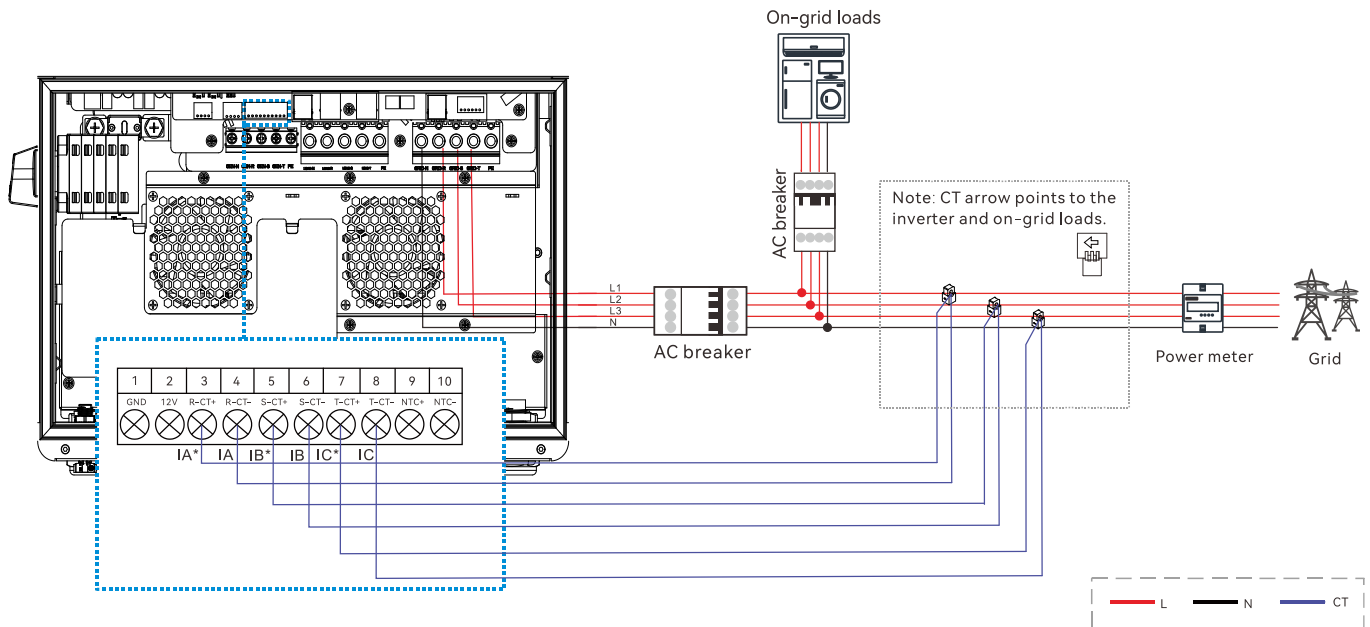 On-grid loads
AC breaker
Note: CT arrow points to the
inverter and on-grid loads.
L1
L2
L3
N
AC breaker
Power meter
Grid
1 2 3 4 5 6 7 8 9 10
GND 12V R-CT+ R-CT- S-CT+ S-CT- T-CT+ T-CT- NTC+ NTC-
IA* IA IB* IB IC* IC
L N CT